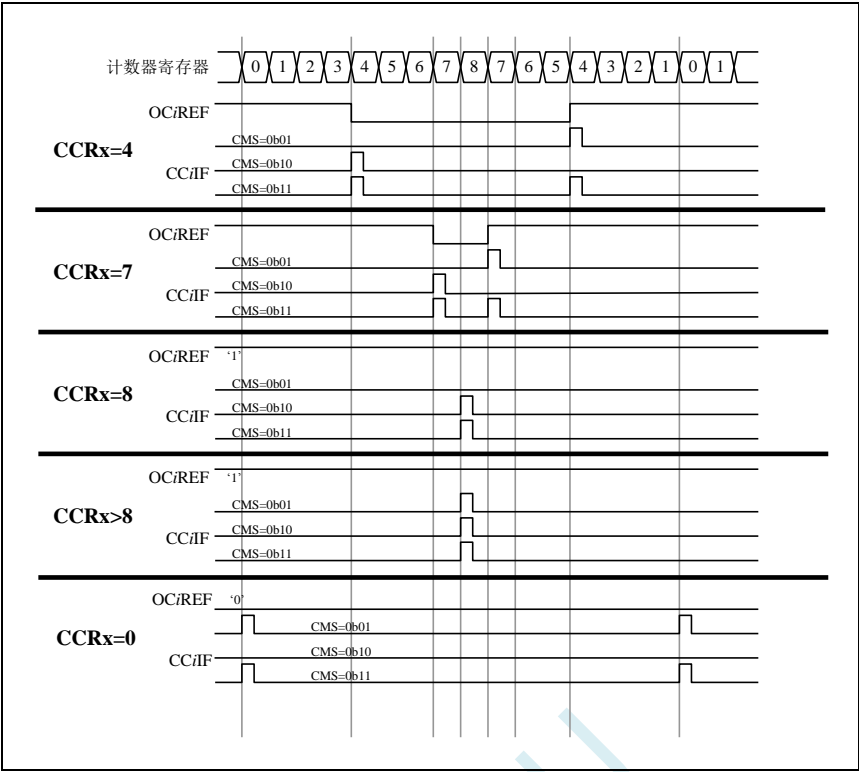 计数器寄存器 0 1 2 3 4 5 6 7 8 7 6 5 4 3 2 1 0 1
OCiREF
CCRx=4
CMS=0b01
CCiIF
CMS=0b10
CMS=0b11
OCiREF
CCRx=7
CMS=0b01
CCiIF
CMS=0b10
CMS=0b11
OCiREF ‘1’
CCRx=8
CMS=0b01
CCiIF
CMS=0b10
CMS=0b11
OCiREF ‘1’
CCRx>8
CMS=0b01
CCiIF
CMS=0b10
CMS=0b11
OCiREF ‘0’
CCRx=0
CMS=0b01
CCiIF
CMS=0b10
CMS=0b11